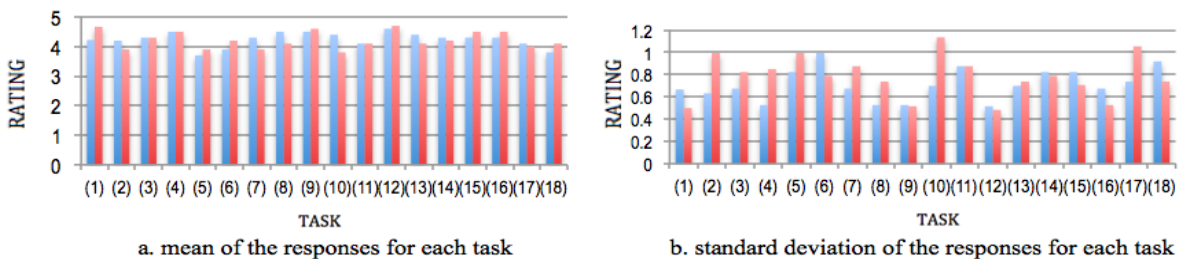 5
4
3
2
1
0
RATING
(1) (2) (3) (4) (5) (6) (7) (8) (9) (10)(11)(12)(13)(14)(15)(16)(17)(18)
TASK
a. mean of the responses for each task
1.2
1
0.8
0.6
0.4
0.2
0
RATING
(1) (2) (3) (4) (5) (6) (7) (8) (9) (10)(11)(12)(13)(14)(15)(16)(17)(18)
TASK
b. standard deviation of the responses for each task